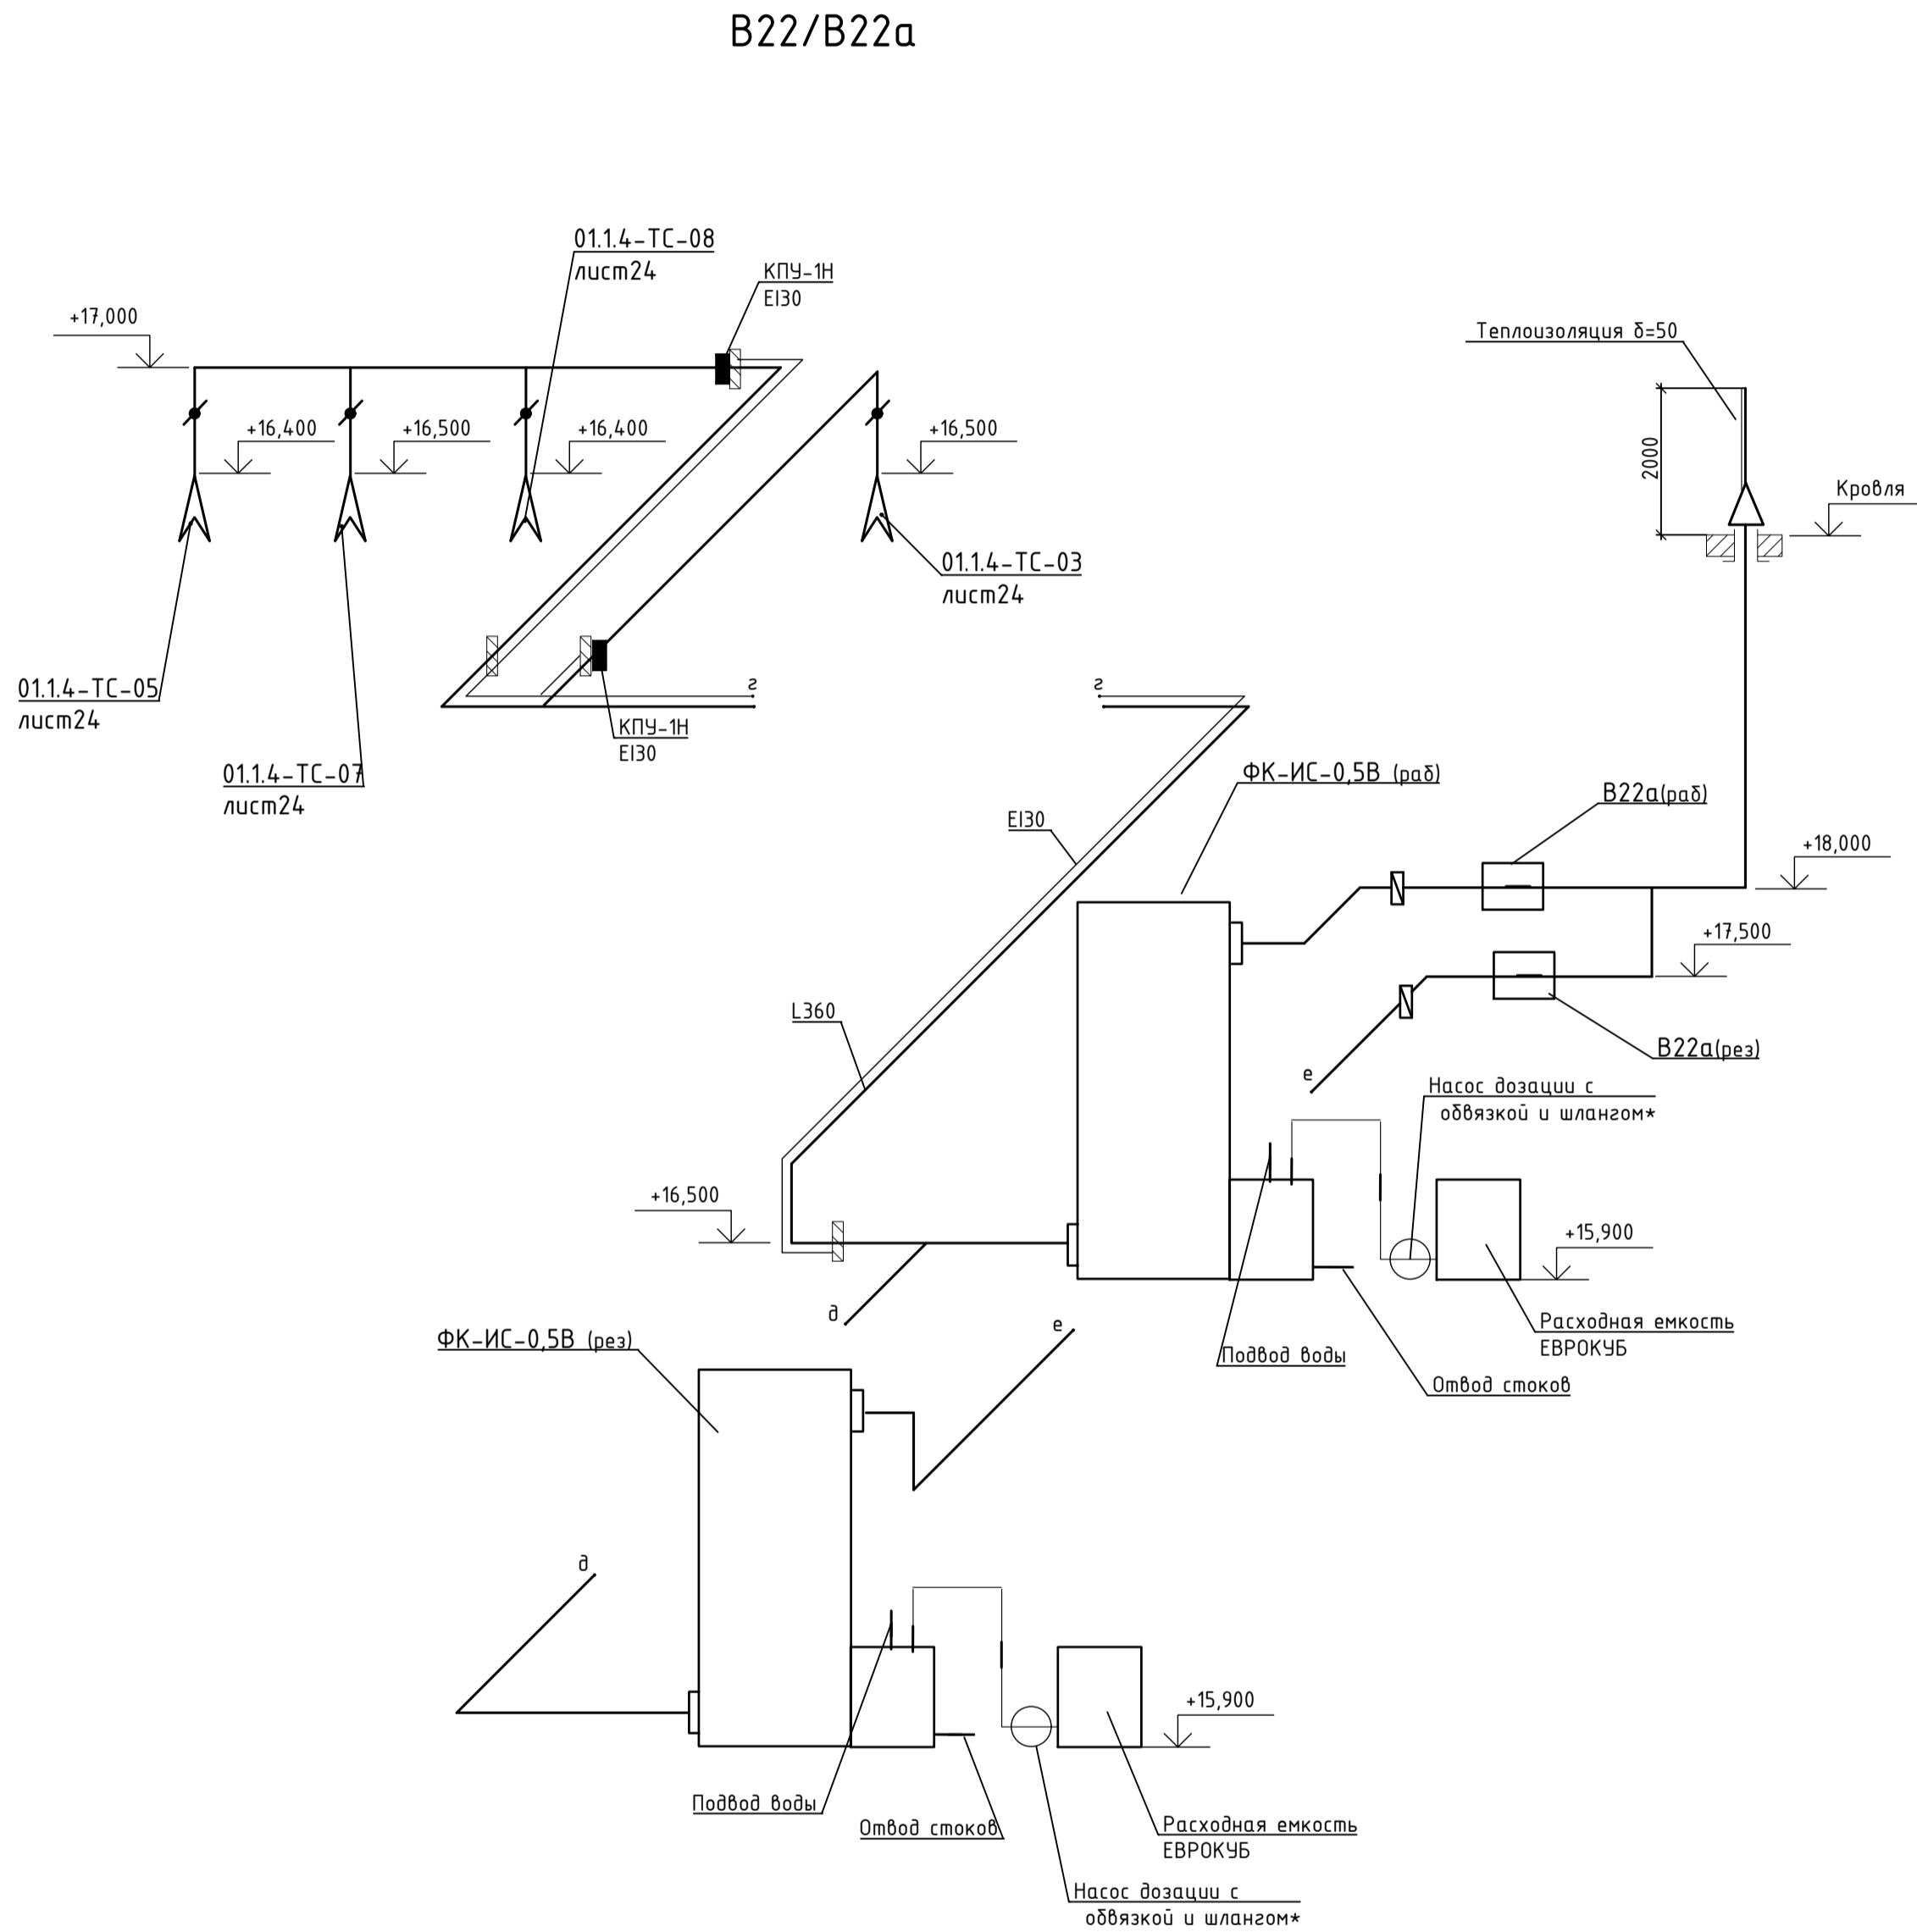 В22/В22а
01.1.4-ТС-08
лист24
КПУ-1Н
EI30
+17,000
Теплоизоляция δ=50
+16,400
+16,500
+16,400
+16,500
2000
Кровля
01.1.4-ТС-03
лист24
01.1.4-ТС-05
лист24
г
г
КПУ-1Н
EI30
01.1.4-ТС-07
лист24
ФК-ИС-0,5В (раб)
В22а(раб)
EI30
+18,000
+17,500
L360
В22а(рез)
е
Насос дозации с
обвязкой и шлангом*
+16,500
+15,900
д
е
Расходная емкость
ЕВРОКУБ
ФК-ИС-0,5В (рез)
Подвод воды
Отвод стоков
д
+15,900
Подвод воды
Отвод стоков
Расходная емкость
ЕВРОКУБ
Насос дозации с
обвязкой и шлангом*